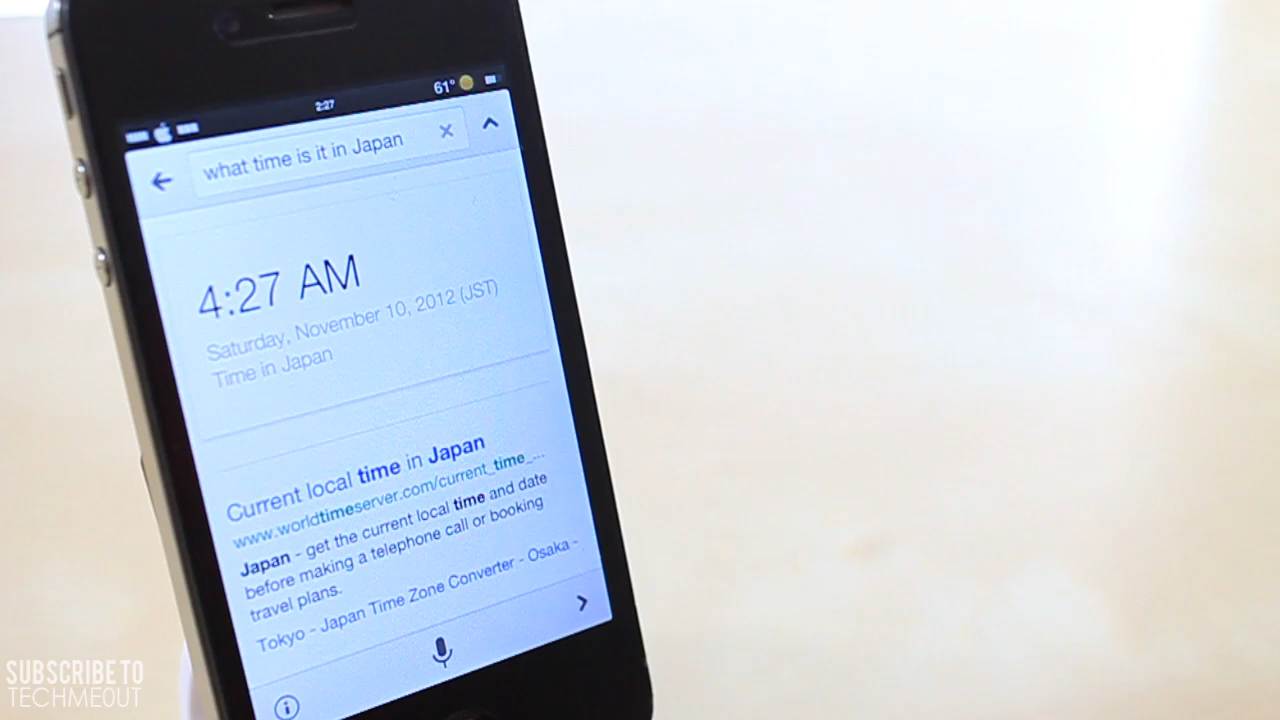 61°
2:27
what time is it in Japan
4:27 AM
Saturday, November 10, 2012 (JST)
Time in Japan
Current local time in Japan
www.worldtimeserver.com/current_time_...
Japan - get the current local time and date
before making a telephone call or booking
travel plans.
Tokyo - Japan Time Zone Converter - Osaka -
SUBSCRIBE TO
TECHMEOUT